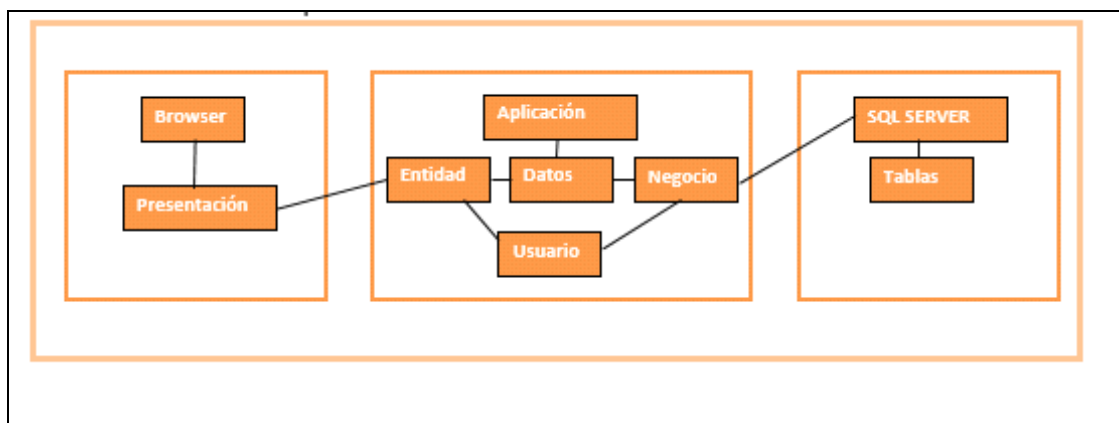 Browser
Presentación
Aplicación
Entidad
Datos
Negocio
Usuario
SQL SERVER
Tablas